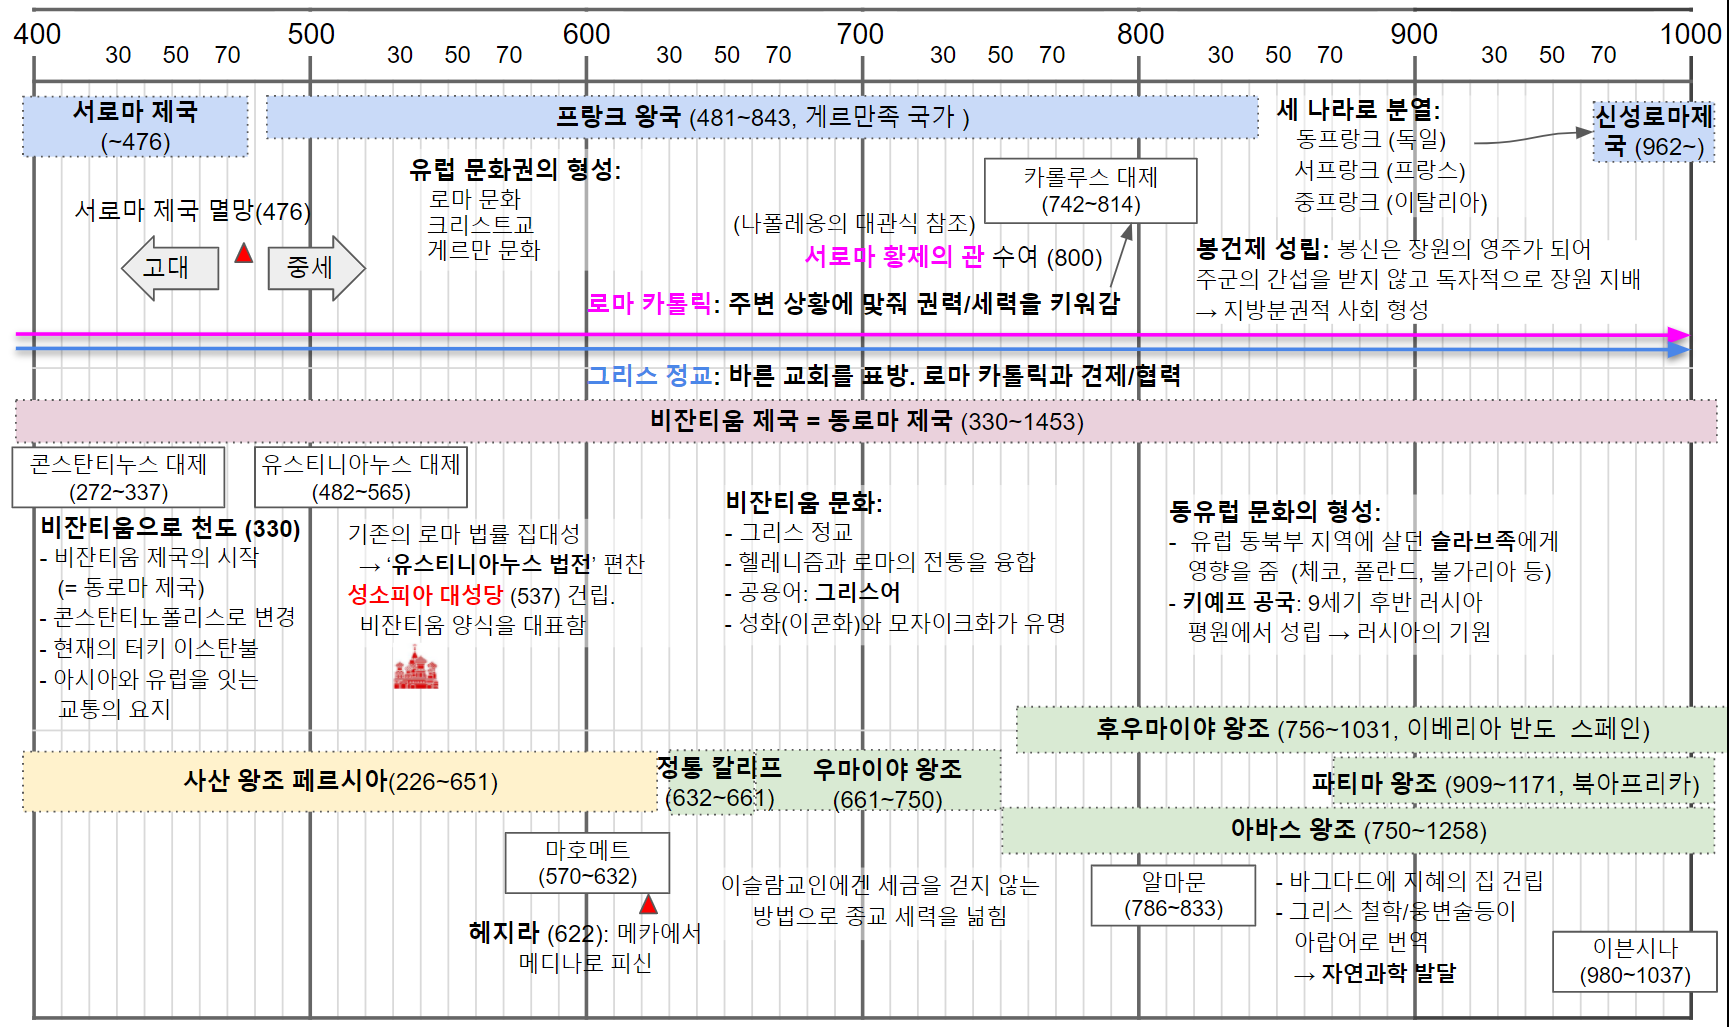 400 500 600 700 800 900 1000
30 50 70 30 50 70 30 50 70 30 50 70 30 50 70 30 50 70
서로마 제국
(~476)
프랑크 왕국 (481~843, 게르만족 국가 )
세 나라로 분열:
동프랑크 (독일)
서프랑크 (프랑스)
중프랑크 (이탈리아)
신성로마제
국 (962~)
유럽 문화권의 형성:
로마 문화
크리스트교
게르만 문화
카롤루스 대제
(742~814)
서로마 제국 멸망(476)
고대
중세
(나폴레옹의 대관식 참조)
서로마 황제의 관 수여 (800)
봉건제 성립: 봉신은 장원의 영주가 되어
주군의 간섭을 받지 않고 독자적으로 장원 지배
→ 지방분권적 사회 형성
로마 카톨릭: 주변 상황에 맟춰 권력/세력을 키워감
그리스 정교: 바른 교회를 표방. 로마 카톨릭과 견제/협력
비잔티움 제국 = 동로마 제국 (330~1453)
콘스탄티누스 대제
(272~337)
유스티니아누스 대제
(482~565)
비잔티움으로 천도 (330)
- 비잔티움 제국의 시작
(= 동로마 제국)
- 콘스탄티노폴리스로 변경
- 현재의 터키 이스탄불
- 아시아와 유럽을 잇는
교통의 요지
기존의 로마 법률 집대성
→ ‘유스티니아누스 법전’ 편찬
성소피아 대성당 (537) 건립.
비잔티움 양식을 대표함
비잔티움 문화:
- 그리스 정교
- 헬레니즘과 로마의 전통을 융합
- 공용어: 그리스어
- 성화(이콘화)와 모자이크화가 유명
동유럽 문화의 형성:
- 유럽 동북부 지역에 살던 슬라브족에게
영향을 줌 (체코, 폴란드, 불가리아 등)
- 키예프 공국: 9세기 후반 러시아
평원에서 성립 → 러시아의 기원
후우마이야 왕조 (756~1031, 이베리아 반도 스페인)
사산 왕조 페르시아(226~651)
정통 칼리프
(632~661)
우마이야 왕조
(661~750)
파티마 왕조 (909~1171, 북아프리카)
아바스 왕조 (750~1258)
마호메트
(570~632)
헤지라 (622): 메카에서
메디나로 피신
이슬람교인에겐 세금을 걷지 않는
방법으로 종교 세력을 넓힘
알마문
(786~833)
- 바그다드에 지혜의 집 건립
- 그리스 철학/웅변술등이
아랍어로 번역
→ 자연과학 발달
이븐시나
(980~1037)